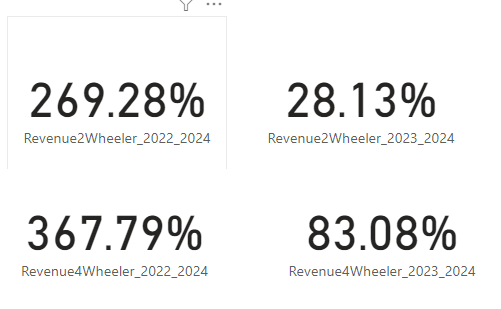 269.28%
Revenue2Wheeler_2022_2024
28.13%
Revenue2Wheeler_2023_2024
367.79%
Revenue4Wheeler_2022_2024
83.08%
Revenue4Wheeler_2023_2024